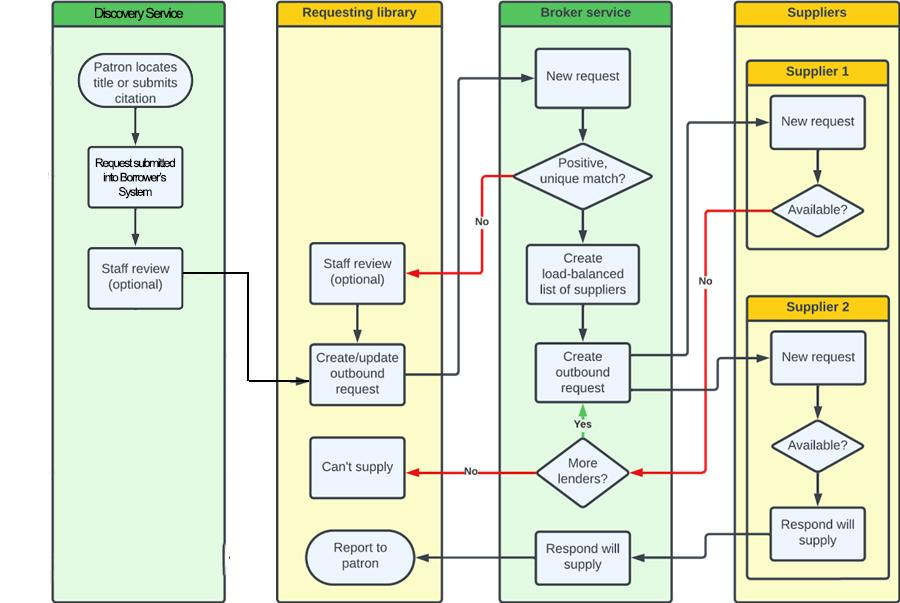 Discovery Service
Patron locates
title or submits
citation
Request submitted
into Borrower's
System
Staff review
(optional)
Requesting library
Staff review
(optional)
Create/update
outbound
request
Can't supply
Report to
patron
Broker service
New request
Positive,
unique match?
No
Create
load-balanced
list of suppliers
Create
outbound
request
Yes
More
lenders?
No
Respond will
supply
Suppliers
Supplier 1
New request
Available?
No
Supplier 2
New request
Available?
Respond will
supply